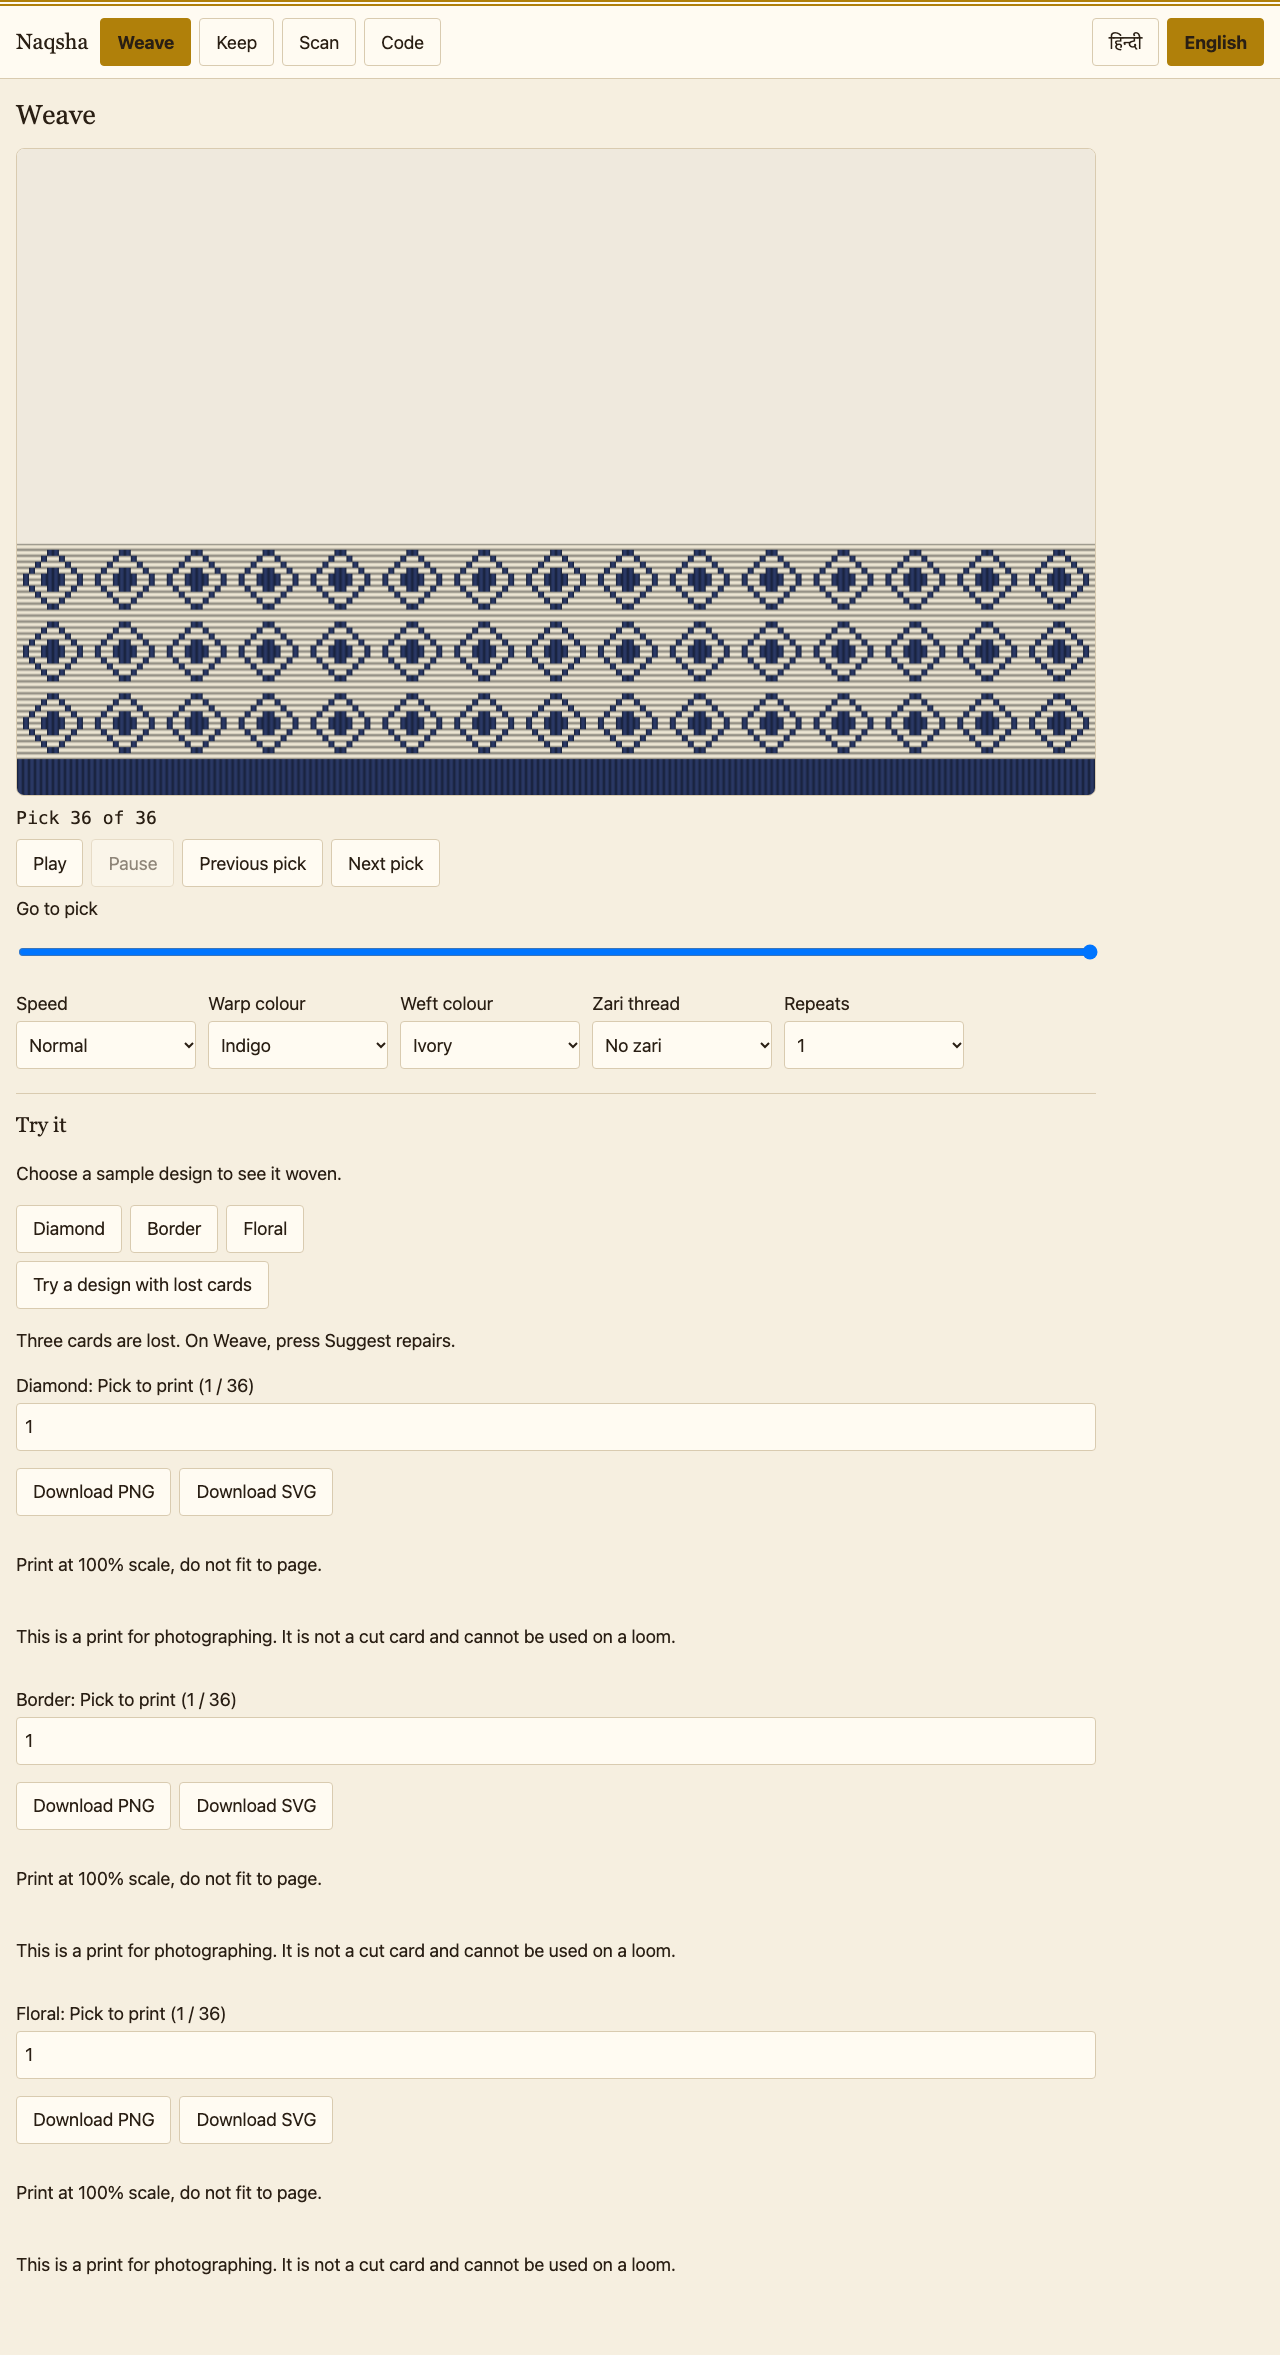 Naqsha Weave Keep Scan Code हिन्दी English
Weave
Pick 36 of 36
Play Pause Previous pick Next pick
Go to pick
Speed Warp colour Weft colour Zari thread Repeats
Normal Indigo Ivory No zari 1
Try it
Choose a sample design to see it woven.
Diamond Border Floral
Try a design with lost cards
Three cards are lost. On Weave, press Suggest repairs.
Diamond: Pick to print (1 / 36)
1
Download PNG Download SVG
Print at 100% scale, do not fit to page.
This is a print for photographing. It is not a cut card and cannot be used on a loom.
Border: Pick to print (1 / 36)
1
Download PNG Download SVG
Print at 100% scale, do not fit to page.
This is a print for photographing. It is not a cut card and cannot be used on a loom.
Floral: Pick to print (1 / 36)
1
Download PNG Download SVG
Print at 100% scale, do not fit to page.
This is a print for photographing. It is not a cut card and cannot be used on a loom.